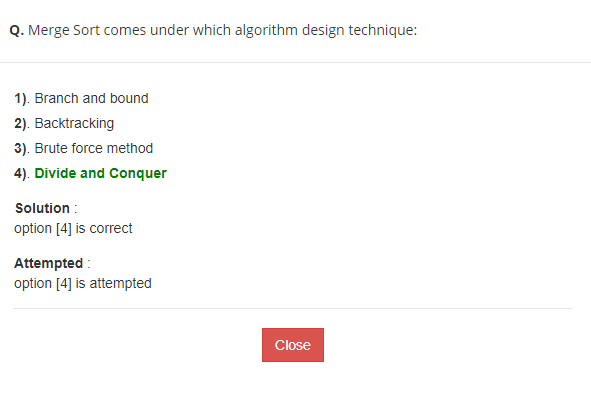 Q. Merge Sort comes under which algorithm design technique:
1). Branch and bound
2). Backtracking
3). Brute force method
4). Divide and Conquer
Solution :
option [4] is correct
Attempted :
option [4] is attempted
Close